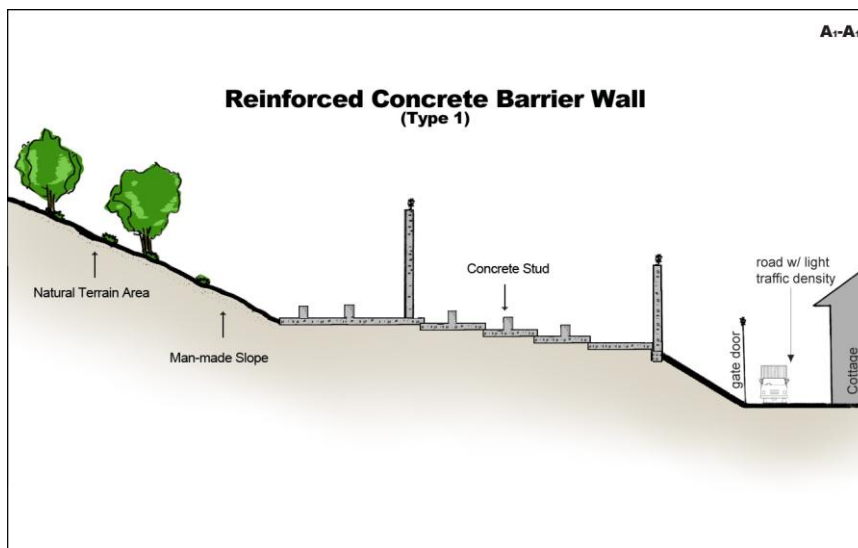 A1-A1
Reinforced Concrete Barrier Wall
(Type 1)
Natural Terrain Area
Man-made Slope
Concrete Stud
road w/ light
traffic density
gate door
Cottage